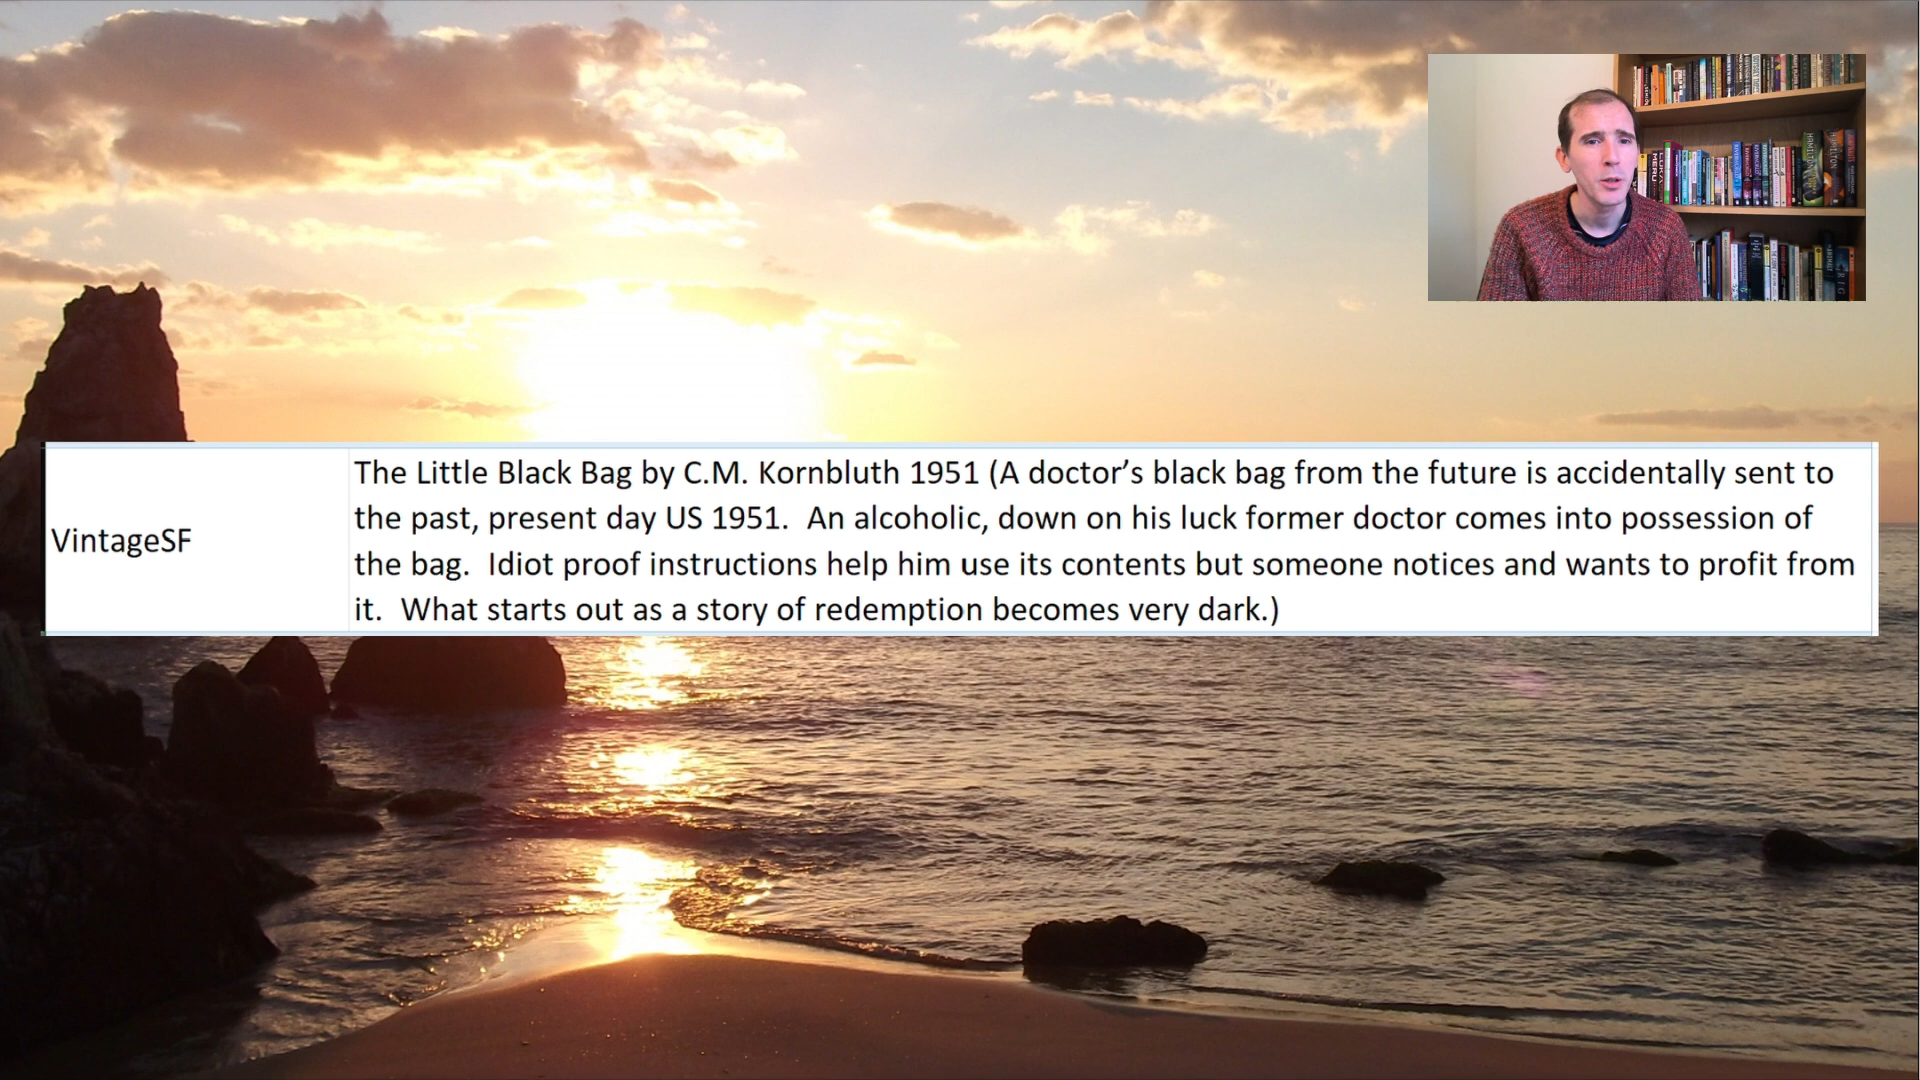 VintageSF
The Little Black Bag by C.M. Kornbluth 1951 (A doctor’s black bag from the future is accidentally sent to
the past, present day US 1951.  An alcoholic, down on his luck former doctor comes into possession of
the bag.  Idiot proof instructions help him use its contents but someone notices and wants to profit from
it.  What starts out as a story of redemption becomes very dark.)
HAMILTON
HAMILTON